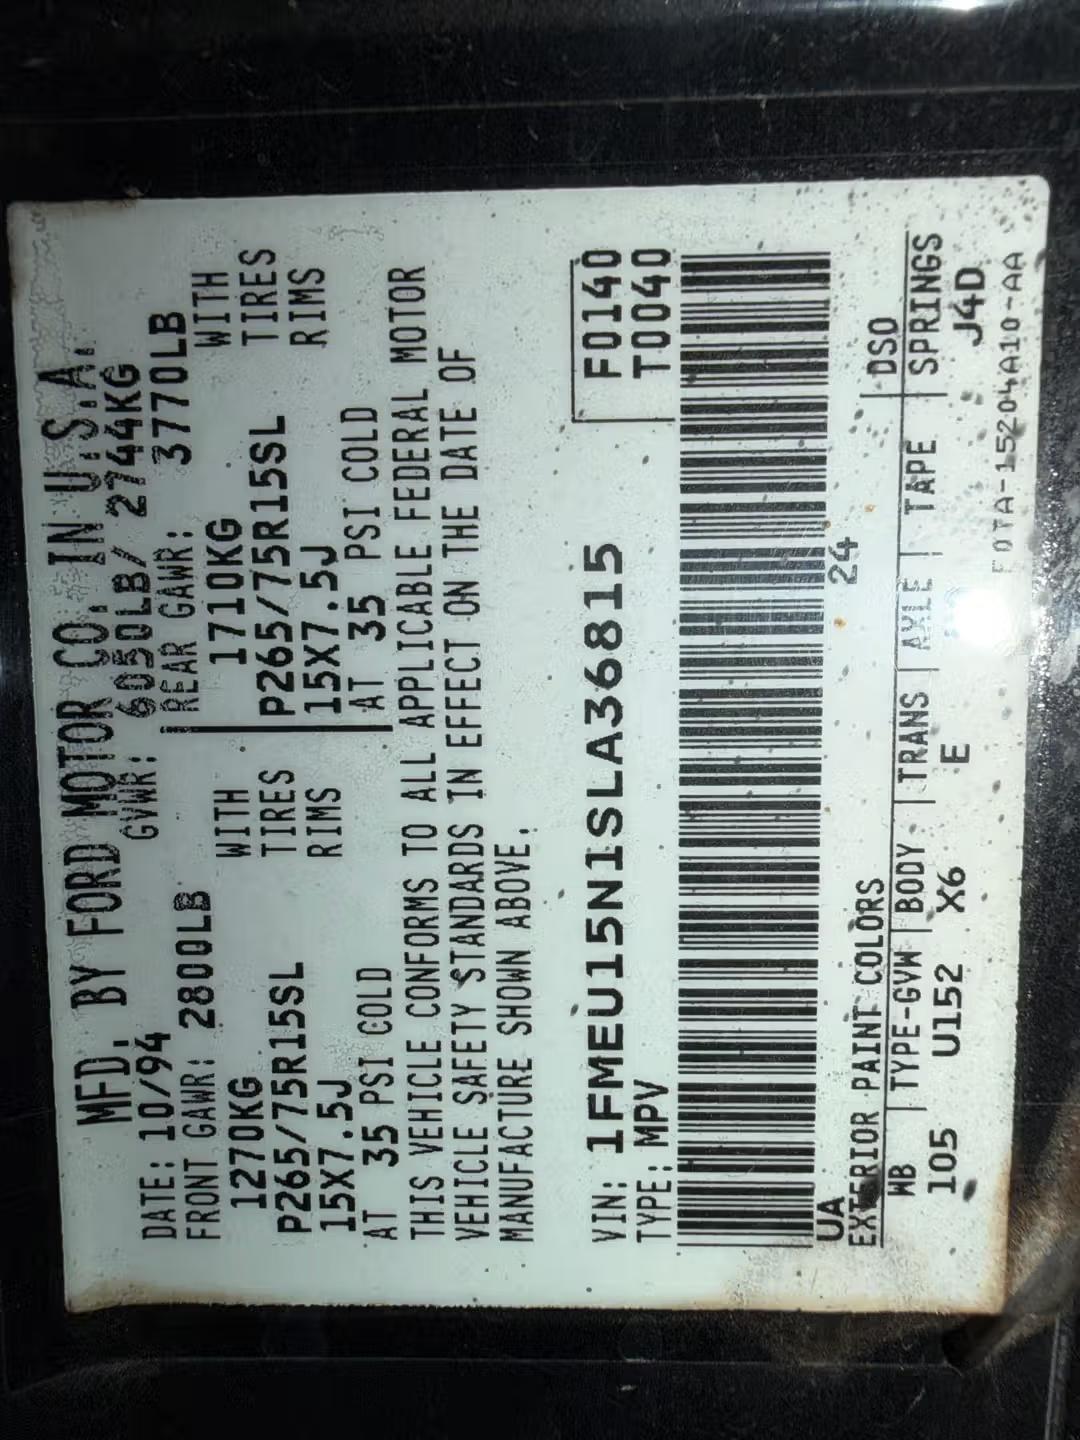 MFD. BY FORD MOTOR CO. IN U.S.A.
DATE: 10/94 GVWR: 6050LB/ 2744KG
FRONT GAWR: 2800LB REAR GAWR: 3770LB
1270KG WITH 1710KG WITH
P265/75R15SL TIRES P265/75R15SL TIRES
15X7.5J RIMS 15X7.5J RIMS
AT 35 PSI COLD AT 35 PSI COLD
THIS VEHICLE CONFORMS TO ALL APPLICABLE FEDERAL MOTOR
VEHICLE SAFETY STANDARDS IN EFFECT ON THE DATE OF
MANUFACTURE SHOWN ABOVE.
VIN: 1FMEU15N1SLA36815 F0140
TYPE: MPV T0040
UA 24
EXTERIOR PAINT COLORS DSO
WB TYPE-GVW BODY TRANS AXLE TAPE SPRINGS
105 U152 X6 E J4D
F0TA-15204A10-AA